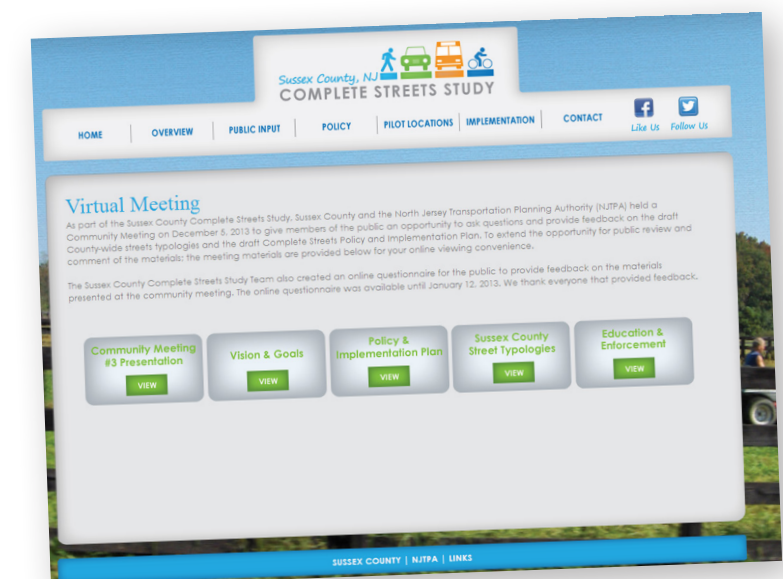 Sussex County, NJ
COMPLETE STREETS STUDY
HOME
OVERVIEW
PUBLIC INPUT
POLICY
PILOT LOCATIONS
IMPLEMENTATION
CONTACT
Like Us
Follow Us
Virtual Meeting
As part of the Sussex County Complete Streets Study, Sussex County and the North Jersey Transportation Planning Authority (NJTPA) held a
Community Meeting on December 5, 2013 to give members of the public an opportunity to ask questions and provide feedback on the draft
County-wide streets typologies and the draft Complete Streets Policy and Implementation Plan. To extend the opportunity for public review and
comment of the materials; the meeting materials are provided below for your online viewing convenience.
The Sussex County Complete Streets Study Team also created an online questionnaire for the public to provide feedback on the materials
presented at the community meeting. The online questionnaire was available until January 12, 2013. We thank everyone that provided feedback.
Community Meeting
#3 Presentation
VIEW
Vision & Goals
VIEW
Policy &
Implementation Plan
VIEW
Sussex County
Street Typologies
VIEW
Education &
Enforcement
VIEW
SUSSEX COUNTY | NJTPA | LINKS